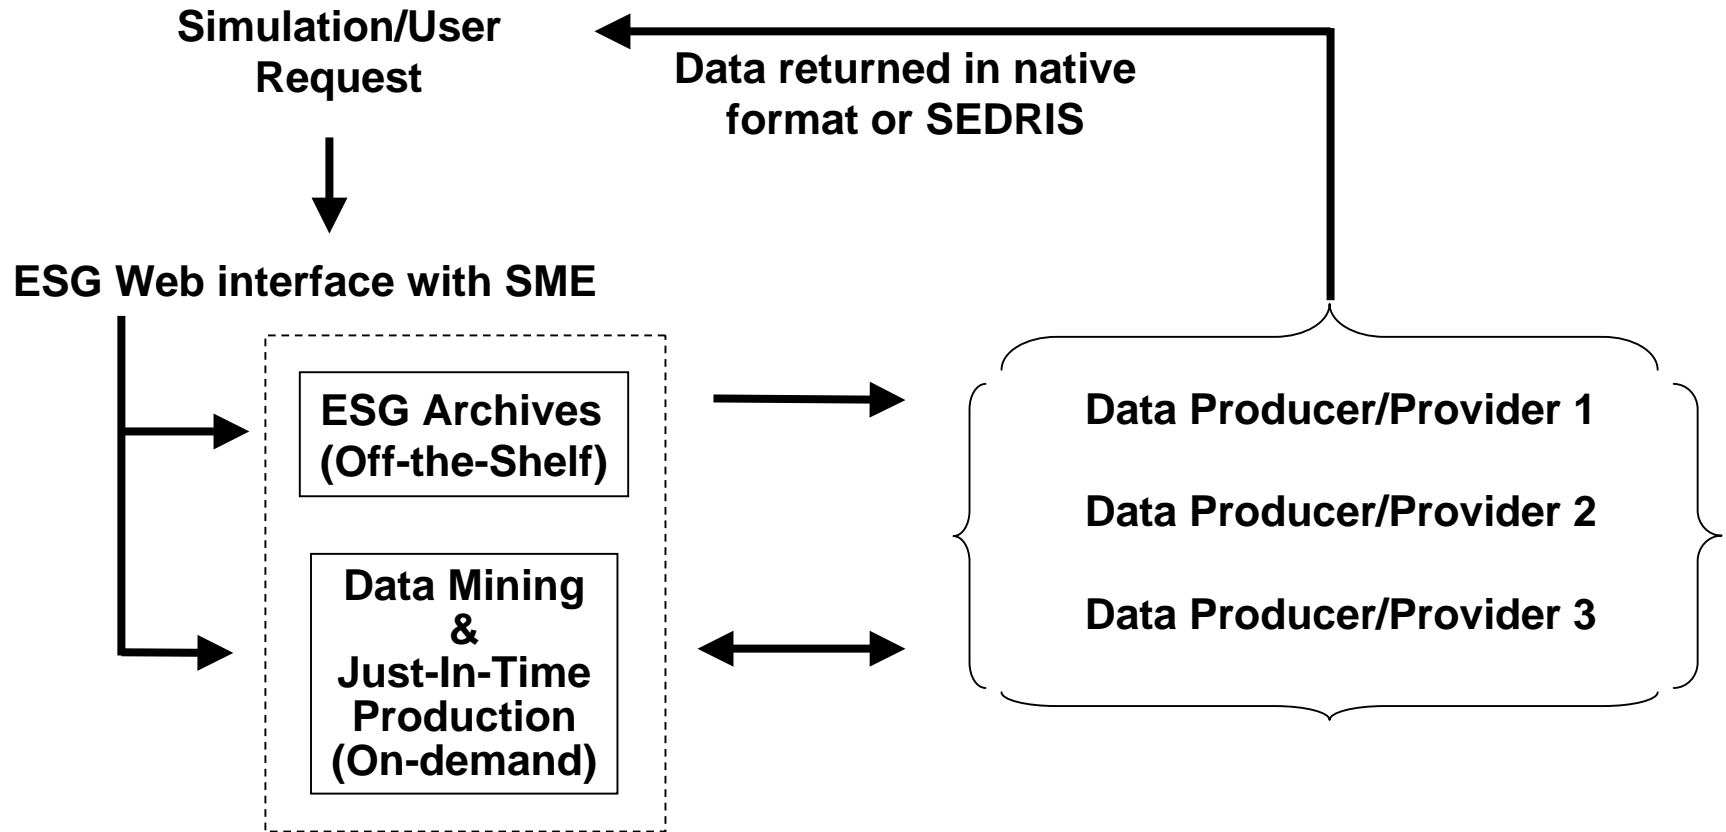 Simulation/User
Request
Data returned in native
format or SEDRIS
ESG Web interface with SME
ESG Archives
(Off-the-Shelf)
Data Mining
&
Just-In-Time
Production
(On-demand)
Data Producer/Provider 1
Data Producer/Provider 2
Data Producer/Provider 3